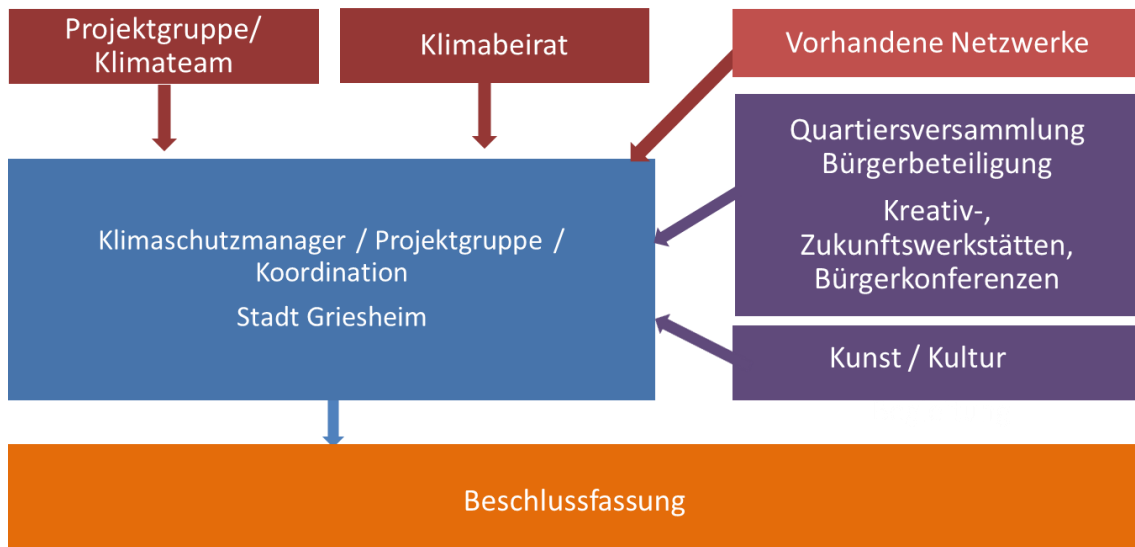 Projektgruppe/
Klimateam
Klimabeirat
Vorhandene Netzwerke
Quartiersversammlung
Bürgerbeteiligung
Kreativ-,
Zukunftswerkstätten,
Bürgerkonferenzen
Klimaschutzmanager / Projektgruppe /
Koordination
Stadt Griesheim
Kunst / Kultur
Beschlussfassung